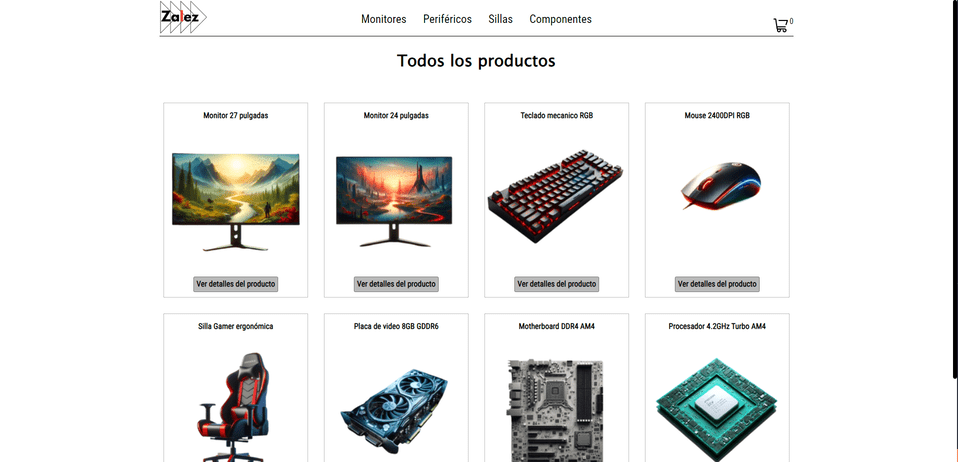 Zalez
Monitores Periféricos Sillas Componentes
0
Todos los productos
Monitor 27 pulgadas
Monitor 24 pulgadas
Teclado mecanico RGB
Mouse 2400DPI RGB
Ver detalles del producto
Ver detalles del producto
Ver detalles del producto
Ver detalles del producto
Silla Gamer ergonómica
Placa de video 8GB GDDR6
Motherboard DDR4 AM4
Procesador 4.2GHz Turbo AM4